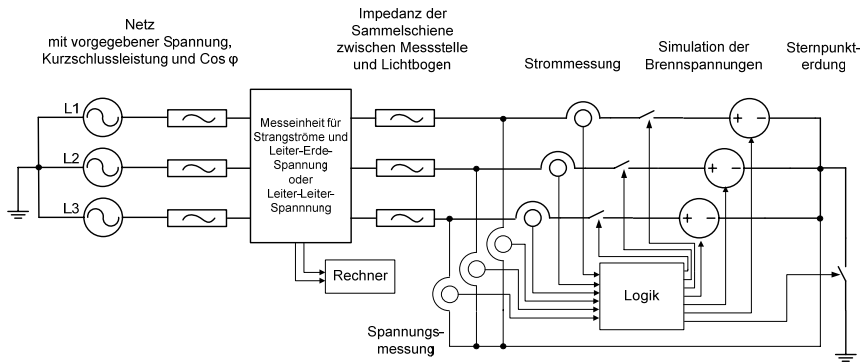 Netz
mit vorgegebener Spannung,
Kurzschlussleistung und Cos φ
Impedanz der
Sammelschiene
zwischen Messstelle
und Lichtbogen
Strommessung
Simulation der
Brennspannungen
Sternpunkt-
erdung
L1
L2
L3
Messeinheit für
Strangströme und
Leiter-Erde-
Spannung
oder
Leiter-Leiter-
Spannnung
+ -
+ -
+ -
Rechner
Logik
Spannungs-
messung